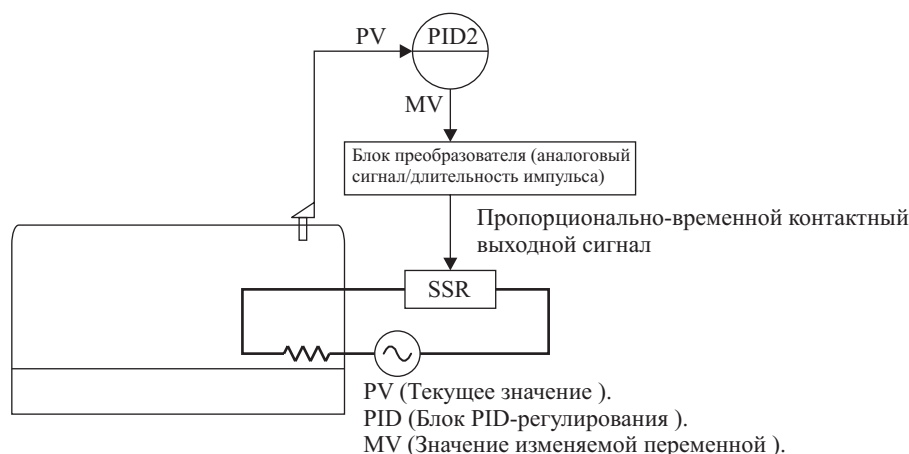 PV
PID2
MV
Блок преобразователя (аналоговый
сигнал/длительность импульса)
Пропорционально-временной контактный
выходной сигнал
SSR
PV (Текущее значение ).
PID (Блок PID-регулирования ).
MV (Значение изменяемой переменной ).